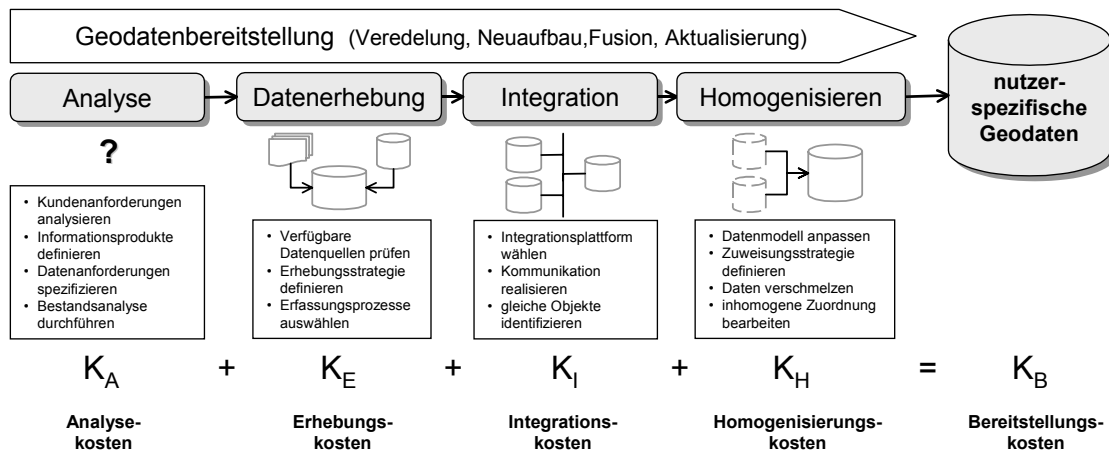 Geodatenbereitstellung (Veredelung, Neuaufbau,Fusion, Aktualisierung)
Analyse
Datenerhebung
Integration
Homogenisieren
nutzer-
spezifische
Geodaten
?
• Kundenanforderungen
analysieren
• Informationsprodukte
definieren
• Datenanforderungen
spezifizieren
• Bestandsanalyse
durchführen
• Verfügbare
Datenquellen prüfen
• Erhebungsstrategie
definieren
• Erfassungsprozesse
auswählen
• Integrationsplattform
wählen
• Kommunikation
realisieren
• gleiche Objekte
identifizieren
• Datenmodell anpassen
• Zuweisungsstrategie
definieren
• Daten verschmelzen
• inhomogene Zuordnung
bearbeiten
K_A + K_E + K_I + K_H = K_B
Analyse-
kosten
Erhebungs-
kosten
Integrations-
kosten
Homogenisierungs-
kosten
Bereitstellungs-
kosten